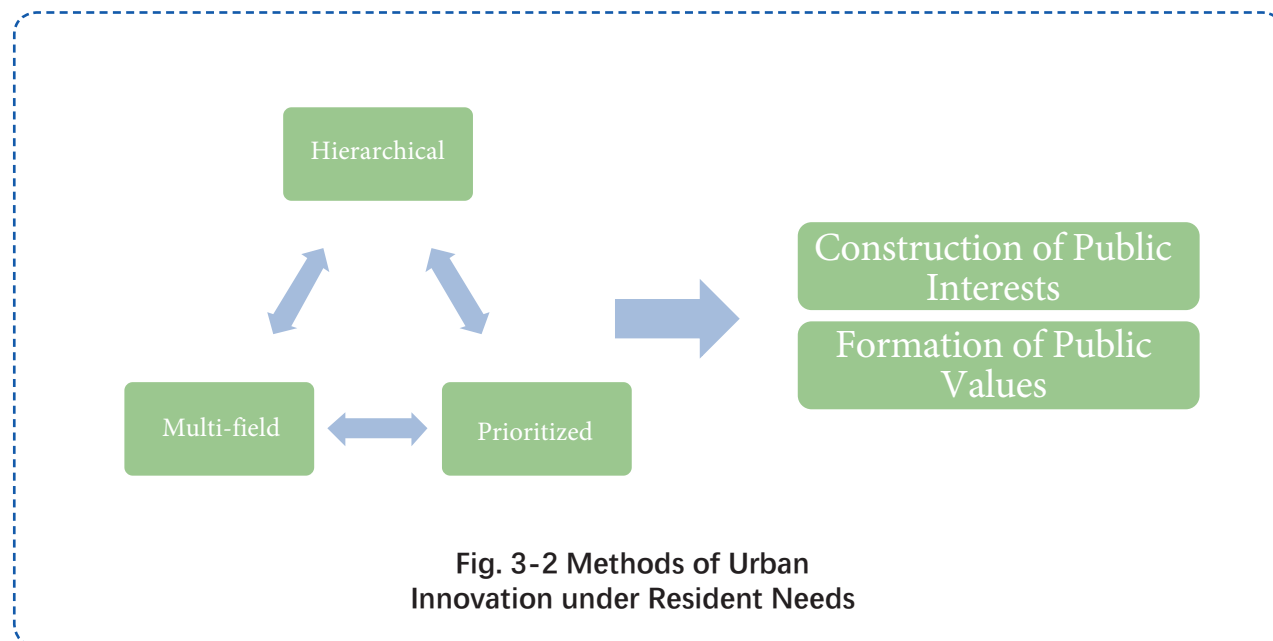 Hierarchical
Multi-field
Prioritized
Construction of Public
Interests
Formation of Public
Values
Fig. 3-2 Methods of Urban
Innovation under Resident Needs